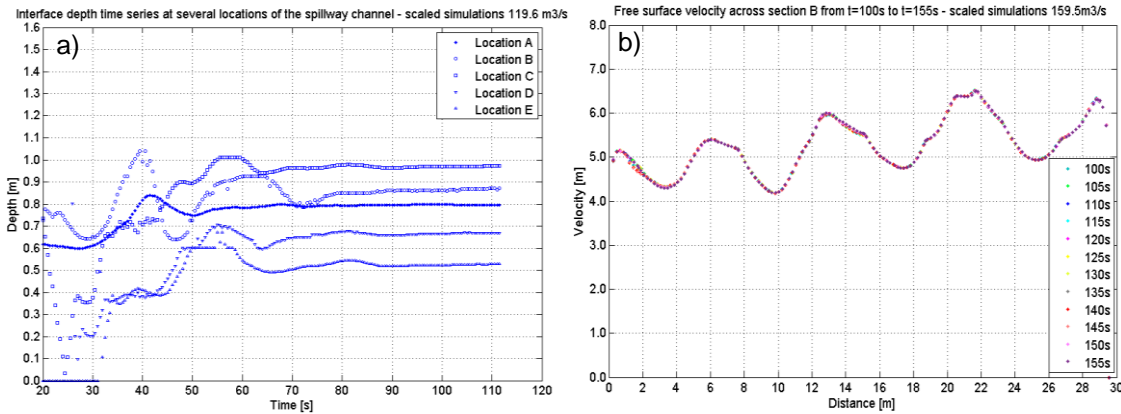 Interface depth time series at several locations of the spillway channel - scaled simulations 119.6 m3/s
a)
Location A
Location B
Location C
Location D
Location E
1.6
1.5
1.4
1.3
1.2
1.1
1.0
0.9
0.8
0.7
0.6
0.5
0.4
0.3
0.2
0.1
0.0
Depth [m]
20 30 40 50 60 70 80 90 100 110 120
Time [s]
Free surface velocity across section B from t=100s to t=155s - scaled simulations 159.5m3/s
b)
8.0
7.0
6.0
5.0
4.0
3.0
2.0
1.0
0.0
Velocity [m]
100s
105s
110s
115s
120s
125s
130s
135s
140s
145s
150s
155s
0 2 4 6 8 10 12 14 16 18 20 22 24 26 28 30
Distance [m]